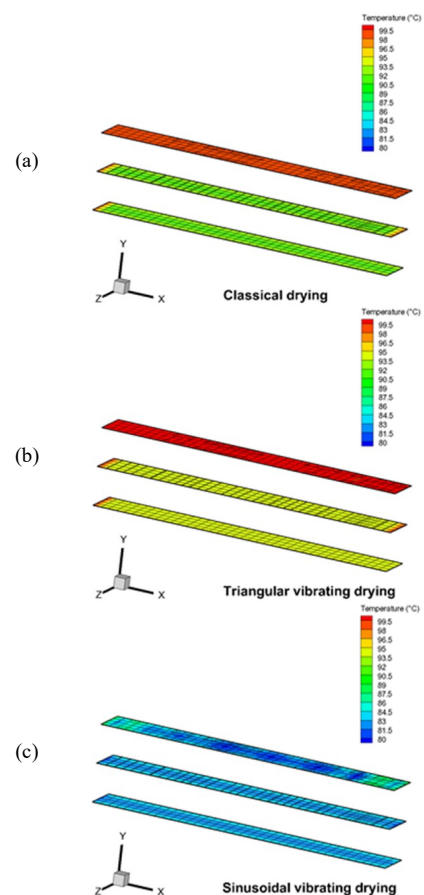 Temperature (°C)
99.5
98
96.5
95
93.5
92
90.5
89
87.5
86
84.5
83
81.5
80
(a)
Y
Z
X
Classical drying
Temperature (°C)
99.5
98
96.5
95
93.5
92
90.5
89
87.5
86
84.5
83
81.5
80
(b)
Y
Z
X
Triangular vibrating drying
Temperature (°C)
99.5
98
96.5
95
93.5
92
90.5
89
87.5
86
84.5
83
81.5
80
(c)
Y
Z
X
Sinusoidal vibrating drying